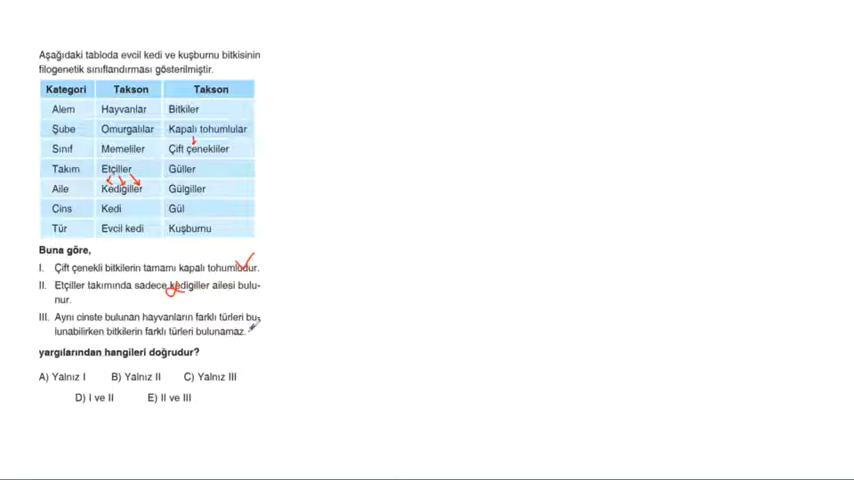 Aşağıdaki tabloda evcil kedi ve kuşburnu bitkisinin
filogenetik sınıflandırması gösterilmiştir.
Kategori Takson Takson
Alem Hayvanlar Bitkiler
Şube Omurgalılar Kapalı tohumlular
Sınıf Memeliler Çift çenekliler
Takım Etçiller Güller
Aile Kedigiller Gülgiller
Cins Kedi Gül
Tür Evcil kedi Kuşburnu
Buna göre,
I. Çift çenekli bitkilerin tamamı kapalı tohumludur.
II. Etçiller takımında sadece kedigiller ailesi bulu-
nur.
III. Aynı cinste bulunan hayvanların farklı türleri bu-
lunabilirken bitkilerin farklı türleri bulunamaz.
yargılarından hangileri doğrudur?
A) Yalnız I B) Yalnız II C) Yalnız III
D) I ve II E) II ve III